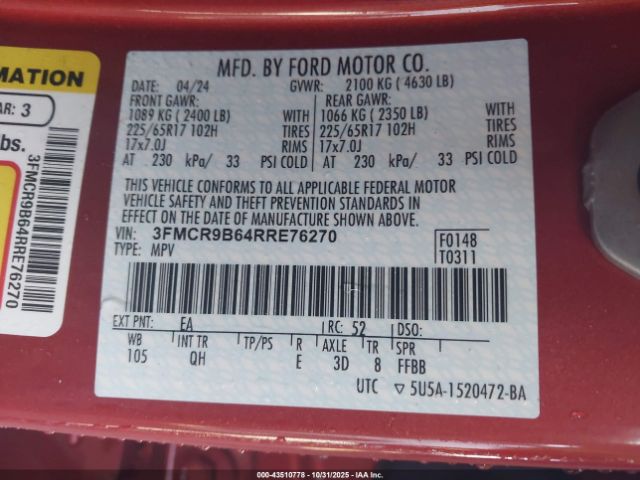 MFD. BY FORD MOTOR CO.
DATE: 04/24 GVWR: 2100 KG ( 4630 LB)
FRONT GAWR: REAR GAWR:
1089 KG ( 2400 LB) WITH 1066 KG ( 2350 LB) WITH
225/65R17 102H TIRES 225/65R17 102H TIRES
17x7.0J RIMS 17x7.0J RIMS
AT 230 kPa/ 33 PSI COLD AT 230 kPa/ 33 PSI COLD
THIS VEHICLE CONFORMS TO ALL APPLICABLE FEDERAL MOTOR
VEHICLE SAFETY AND THEFT PREVENTION STANDARDS IN
EFFECT ON THE DATE OF MANUFACTURE SHOWN ABOVE.
VIN: 3FMCR9B64RRE76270 F0148
TYPE: MPV T0311
EXT PNT: EA RC: 52 DSO:
WB INT TR TP/PS R AXLE TR SPR
105 QH E 3D 8 FFBB
UTC ▽5U5A-1520472-BA
RMATION
AR: 3
lbs.
3FMCR9B64RRE76270
000-43510778 - 10/31/2025 - IAAI.COM